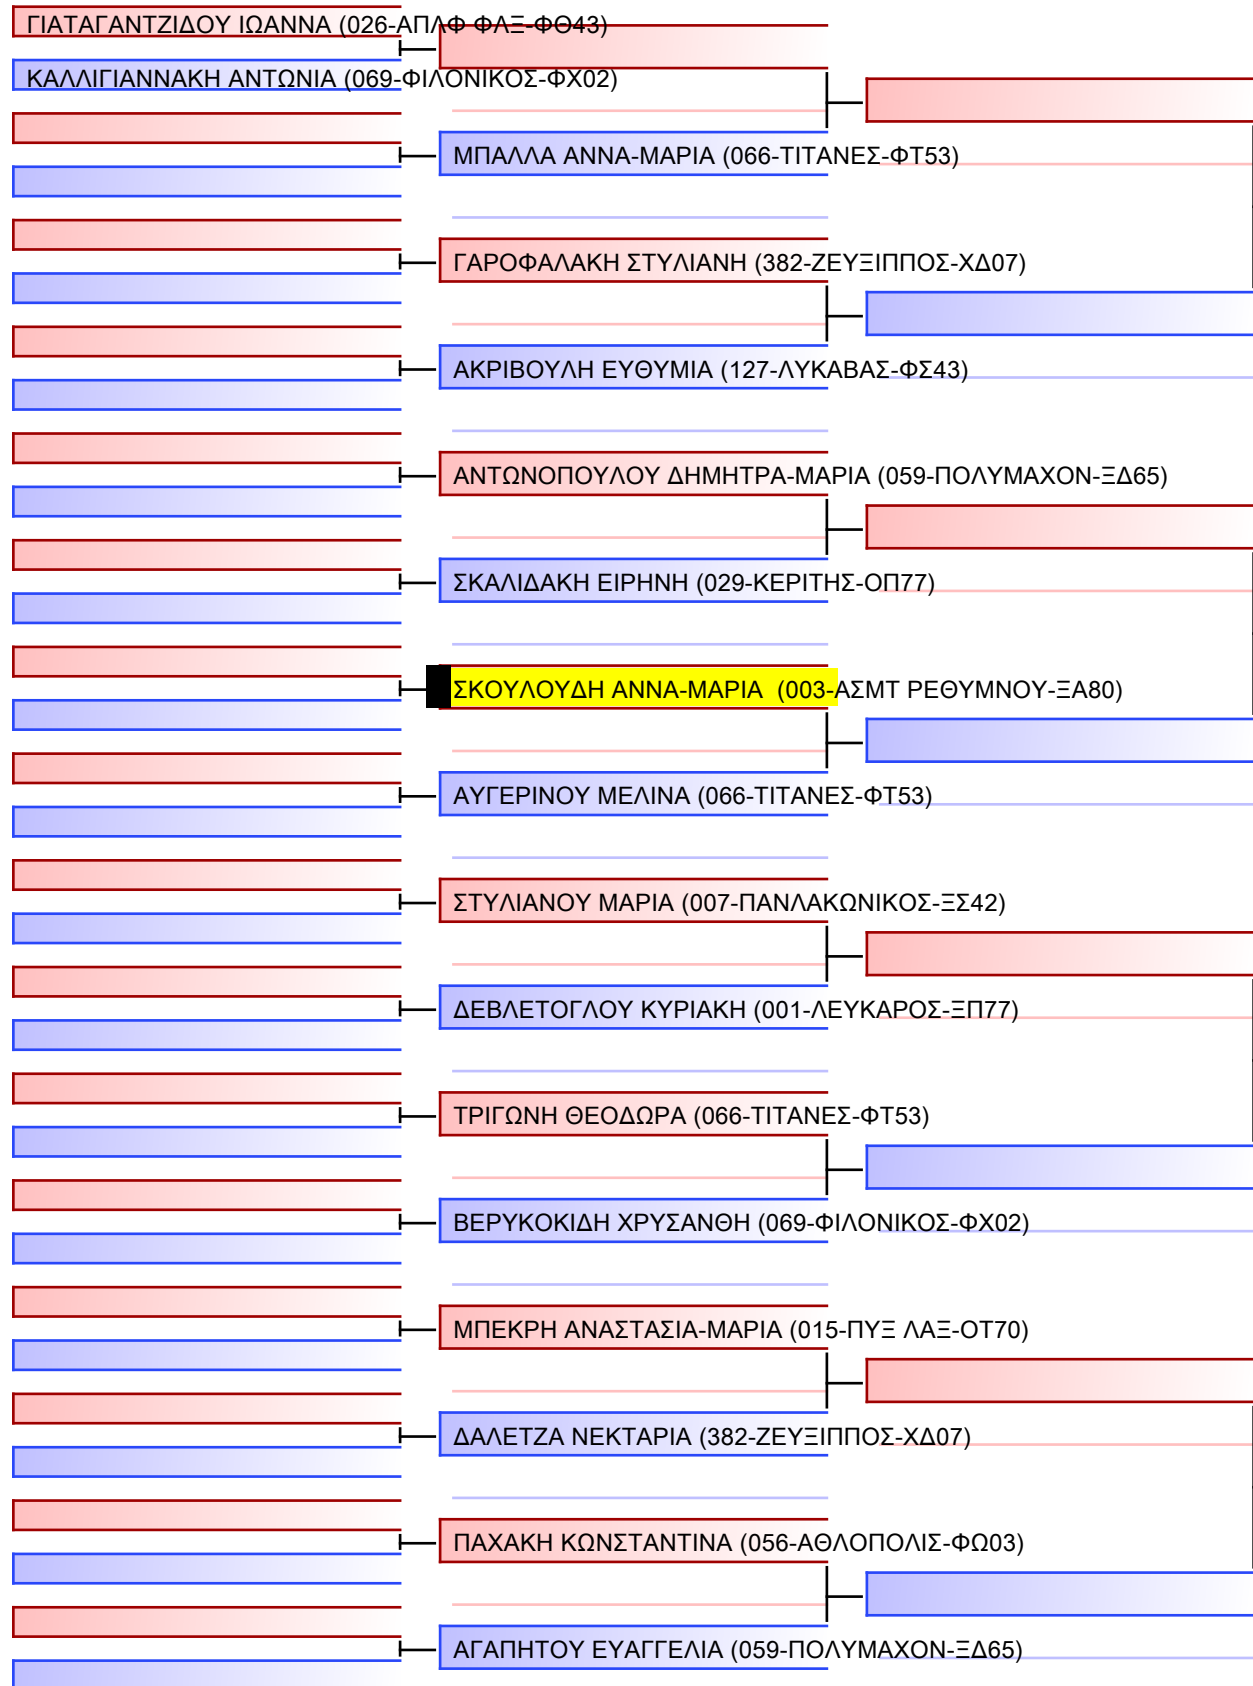 ΓΙΑΤΑΓΑΝΤΖΙΔΟΥ ΙΩΑΝΝΑ (026-ΑΠΛΦ ΦΛΞ-ΦΘ43)
ΚΑΛΛΙΓΙΑΝΝΑΚΗ ΑΝΤΩΝΙΑ (069-ΦΙΛΟΝΙΚΟΣ-ΦΧ02)
ΜΠΑΛΛΑ ΑΝΝΑ-ΜΑΡΙΑ (066-ΤΙΤΑΝΕΣ-ΦΤ53)
ΓΑΡΟΦΑΛΑΚΗ ΣΤΥΛΙΑΝΗ (382-ΖΕΥΞΙΠΠΟΣ-ΧΔ07)
ΑΚΡΙΒΟΥΛΗ ΕΥΘΥΜΙΑ (127-ΛΥΚΑΒΑΣ-ΦΣ43)
ΑΝΤΩΝΟΠΟΥΛΟΥ ΔΗΜΗΤΡΑ-ΜΑΡΙΑ (059-ΠΟΛΥΜΑΧΟΝ-ΞΔ65)
ΣΚΑΛΙΔΑΚΗ ΕΙΡΗΝΗ (029-ΚΕΡΙΤΗΣ-ΟΠ77)
ΣΚΟΥΛΟΥΔΗ ΑΝΝΑ-ΜΑΡΙΑ  (003-ΑΣΜΤ ΡΕΘΥΜΝΟΥ-ΞΑ80)
ΑΥΓΕΡΙΝΟΥ ΜΕΛΙΝΑ (066-ΤΙΤΑΝΕΣ-ΦΤ53)
ΣΤΥΛΙΑΝΟΥ ΜΑΡΙΑ (007-ΠΑΝΛΑΚΩΝΙΚΟΣ-ΞΣ42)
ΔΕΒΛΕΤΟΓΛΟΥ ΚΥΡΙΑΚΗ (001-ΛΕΥΚΑΡΟΣ-ΞΠ77)
ΤΡΙΓΩΝΗ ΘΕΟΔΩΡΑ (066-ΤΙΤΑΝΕΣ-ΦΤ53)
ΒΕΡΥΚΟΚΙΔΗ ΧΡΥΣΑΝΘΗ (069-ΦΙΛΟΝΙΚΟΣ-ΦΧ02)
ΜΠΕΚΡΗ ΑΝΑΣΤΑΣΙΑ-ΜΑΡΙΑ (015-ΠΥΞ ΛΑΞ-ΟΤ70)
ΔΑΛΕΤΖΑ ΝΕΚΤΑΡΙΑ (382-ΖΕΥΞΙΠΠΟΣ-ΧΔ07)
ΠΑΧΑΚΗ ΚΩΝΣΤΑΝΤΙΝΑ (056-ΑΘΛΟΠΟΛΙΣ-ΦΩ03)
ΑΓΑΠΗΤΟΥ ΕΥΑΓΓΕΛΙΑ (059-ΠΟΛΥΜΑΧΟΝ-ΞΔ65)